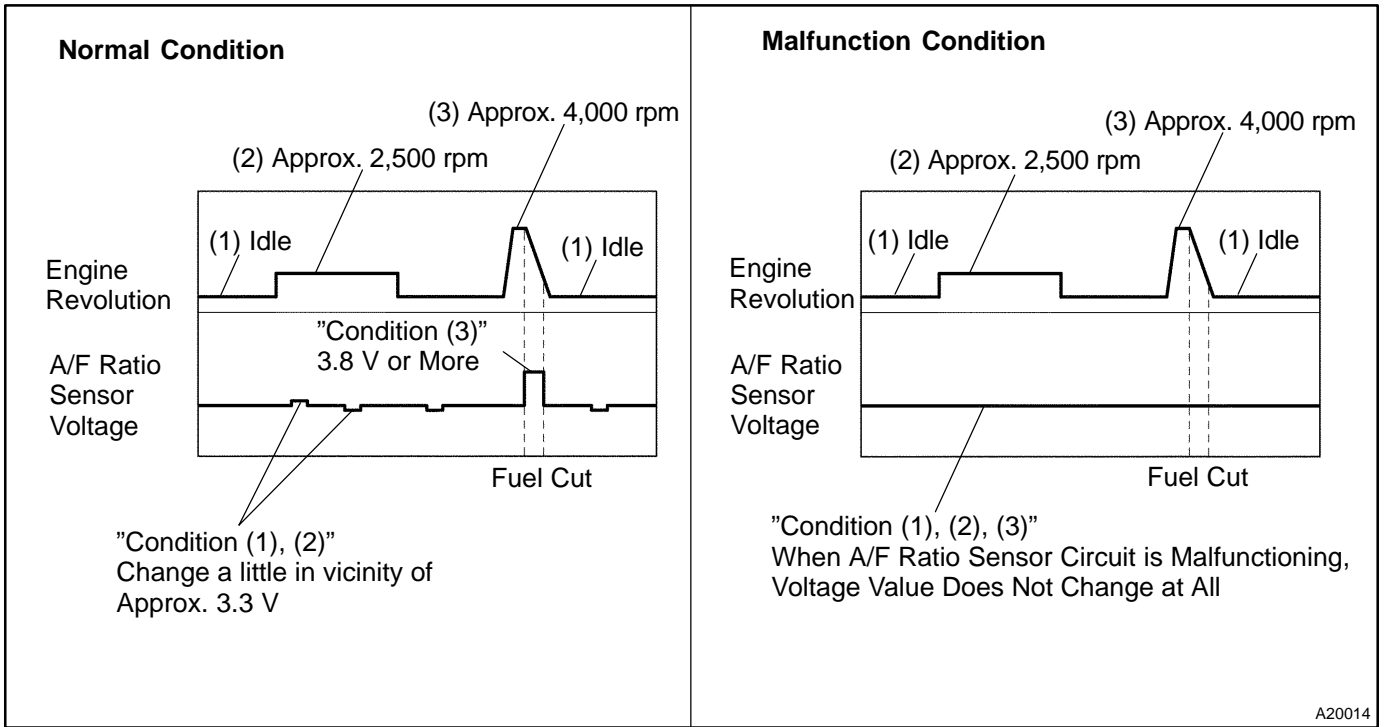 Normal Condition
(3) Approx. 4,000 rpm
(2) Approx. 2,500 rpm
(1) Idle
(1) Idle
Engine
Revolution
”Condition (3)”
3.8 V or More
A/F Ratio
Sensor
Voltage
Fuel Cut
”Condition (1), (2)”
Change a little in vicinity of
Approx. 3.3 V
Malfunction Condition
(3) Approx. 4,000 rpm
(2) Approx. 2,500 rpm
(1) Idle
(1) Idle
Engine
Revolution
A/F Ratio
Sensor
Voltage
Fuel Cut
”Condition (1), (2), (3)”
When A/F Ratio Sensor Circuit is Malfunctioning,
Voltage Value Does Not Change at All
A20014